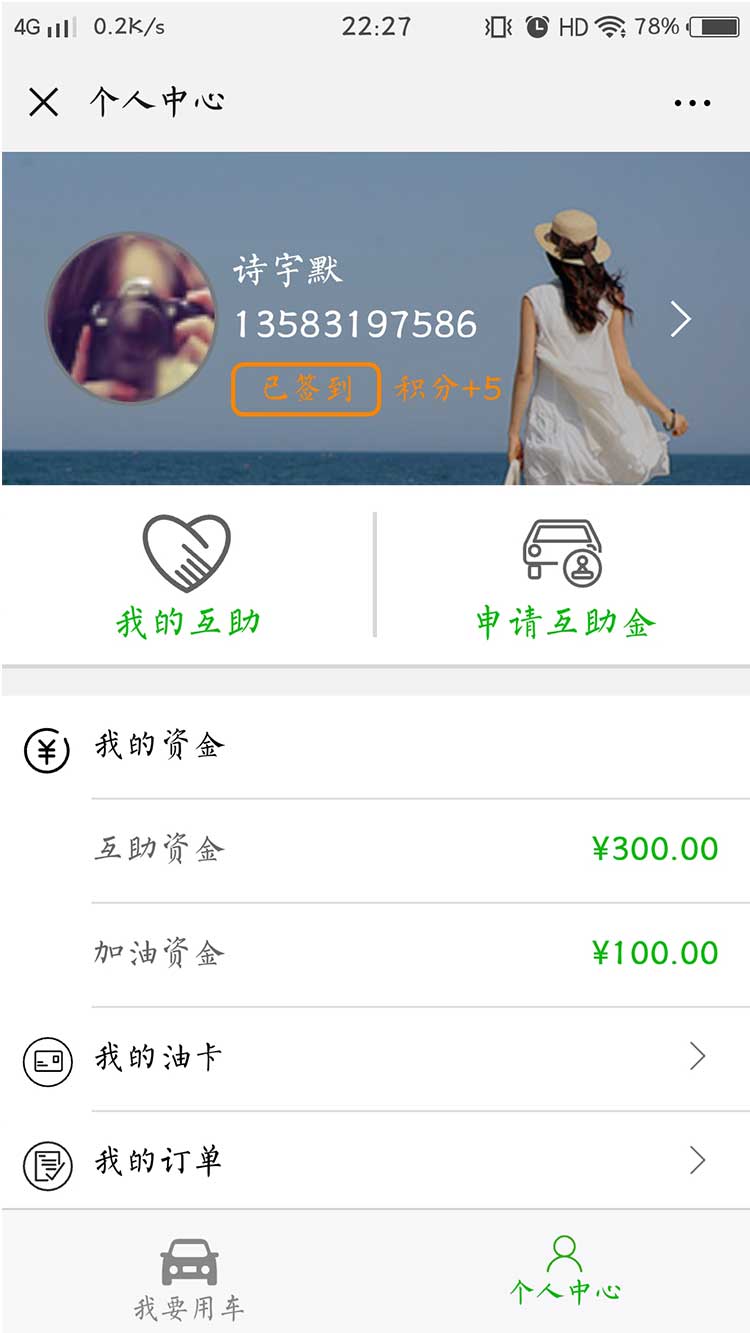 4G 0.2K/s 22:27 HD 78%
个人中心
诗宇默
13583197586
已签到 积分+5
我的互助 申请互助金
我的资金
互助资金 ¥300.00
加油资金 ¥100.00
我的油卡
我的订单
我要用车 个人中心